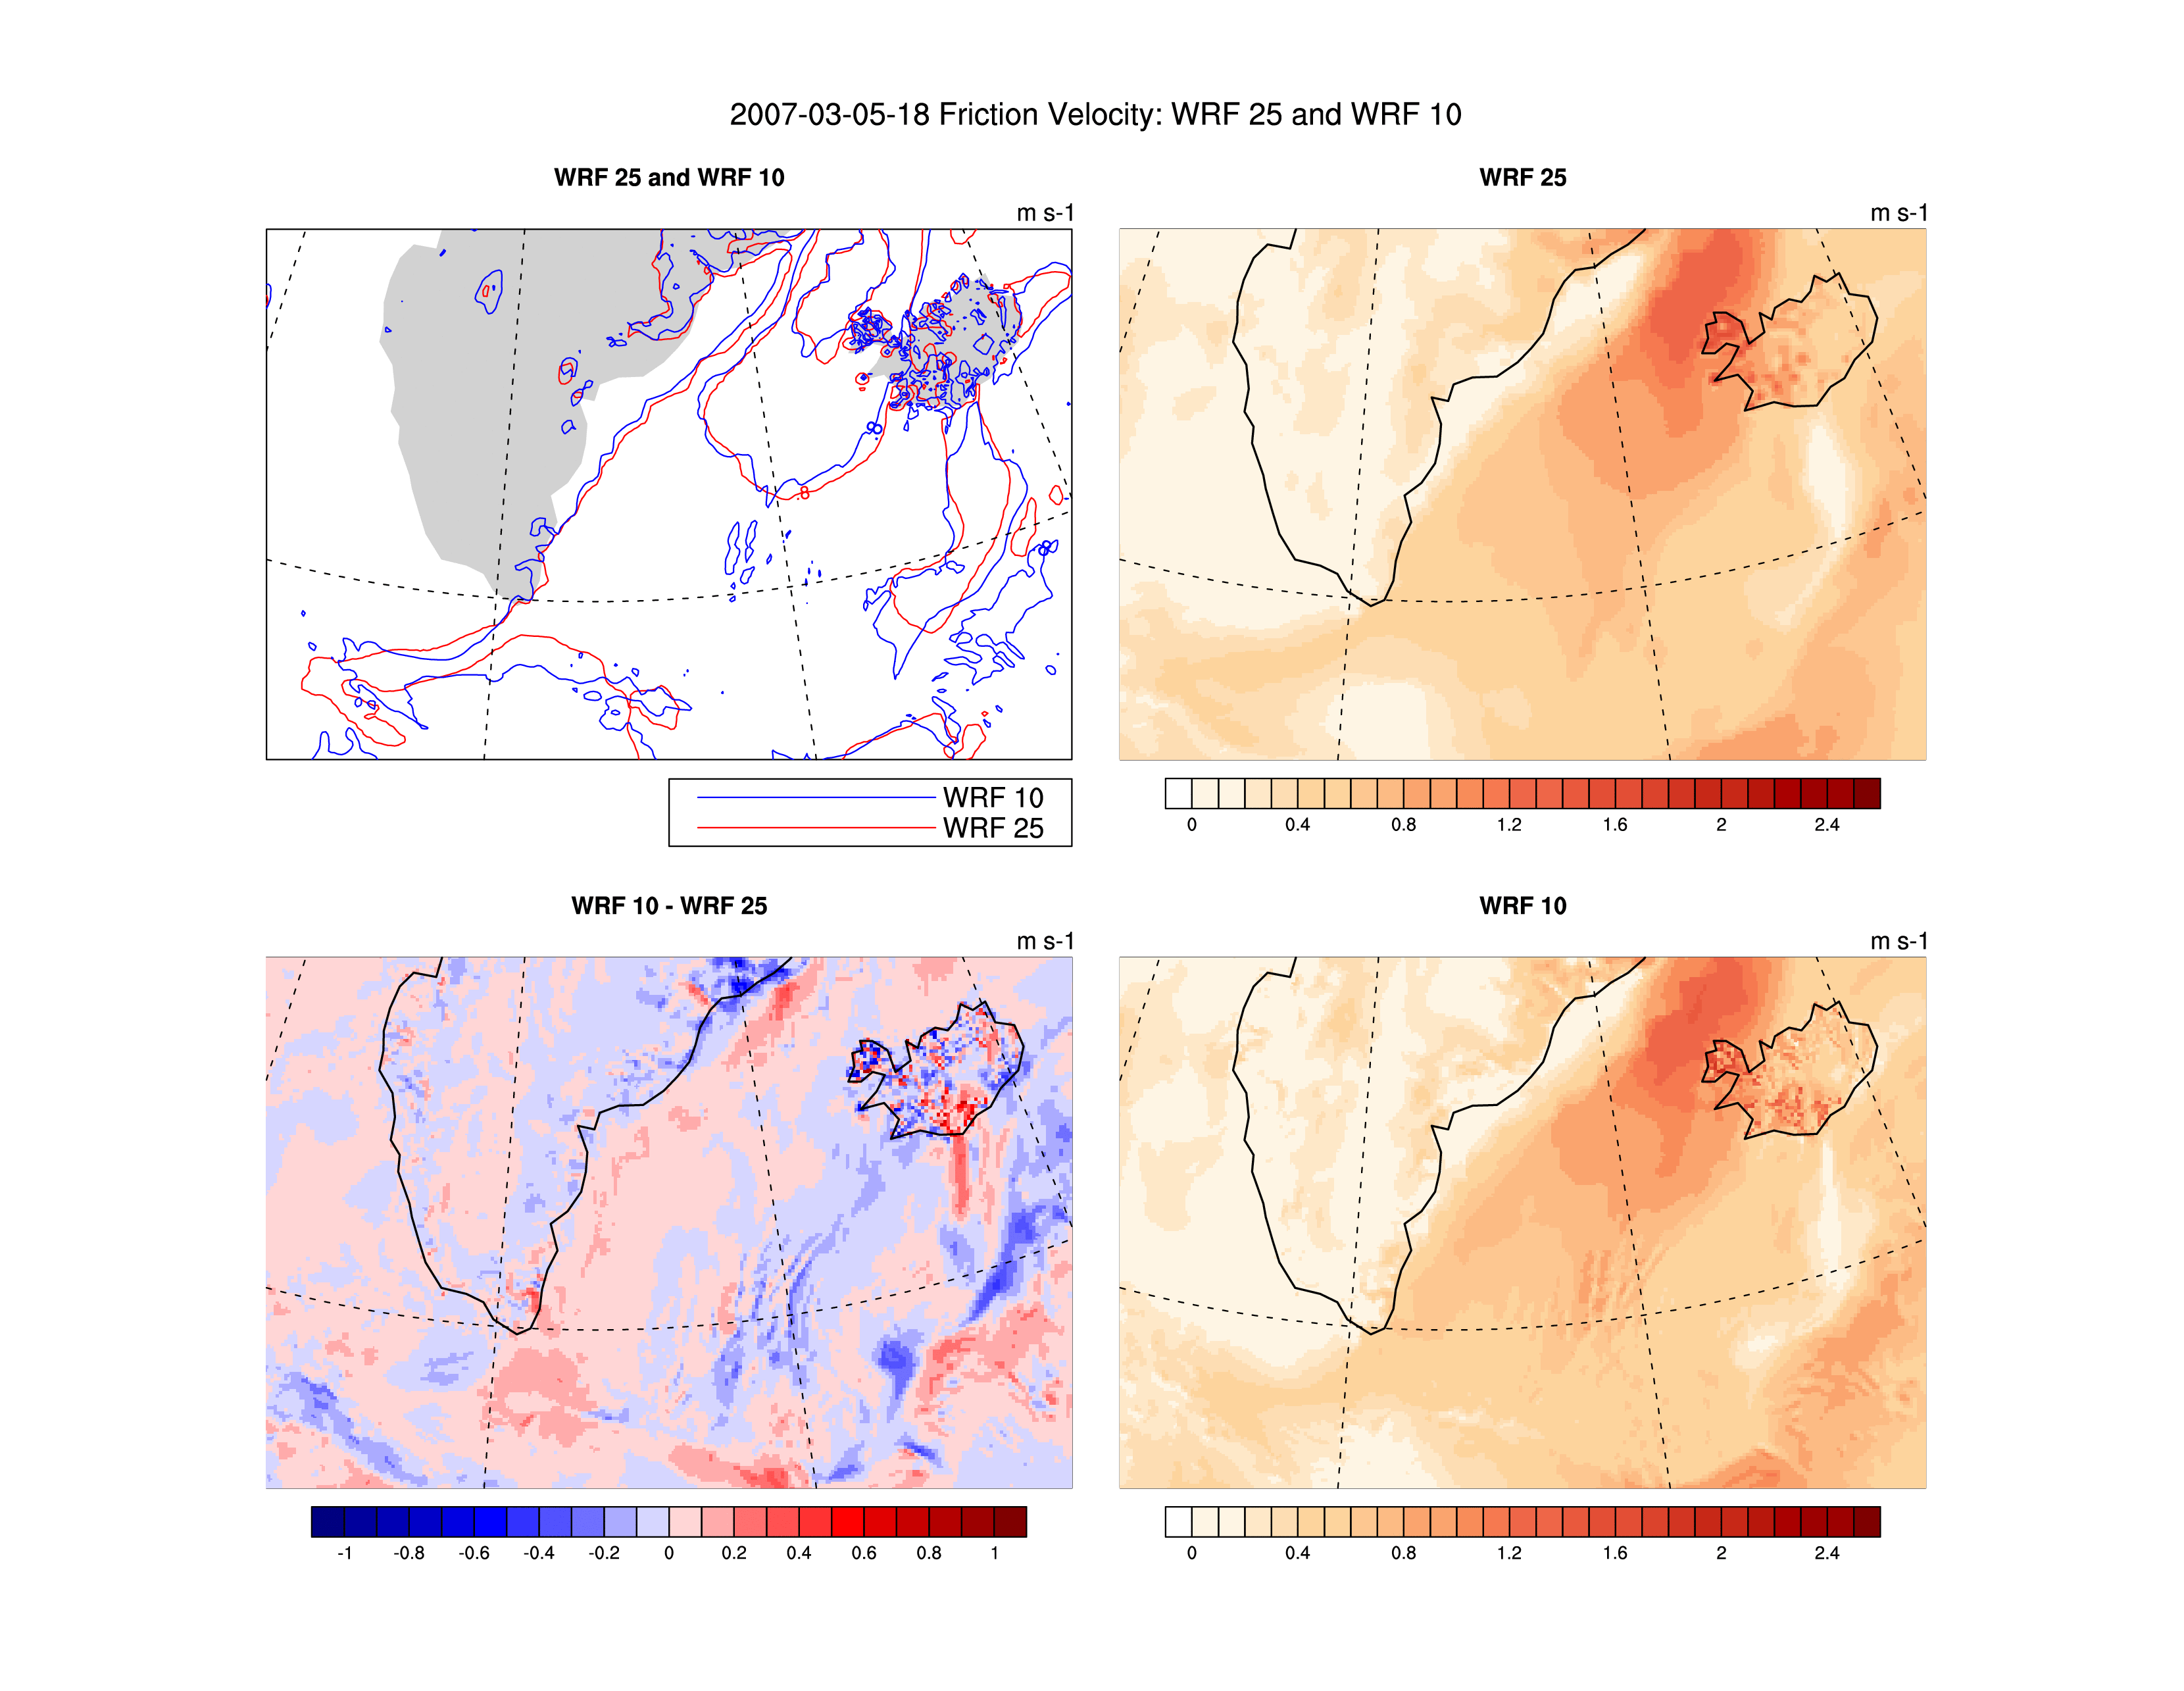 2007-03-05-18 Friction Velocity: WRF 25 and WRF 10
WRF 25 and WRF 10
m s-1
.8
8
8
WRF 10
WRF 25
WRF 25
m s-1
0 0.4 0.8 1.2 1.6 2 2.4
WRF 10 - WRF 25
m s-1
-1 -0.8 -0.6 -0.4 -0.2 0 0.2 0.4 0.6 0.8 1
WRF 10
m s-1
0 0.4 0.8 1.2 1.6 2 2.4